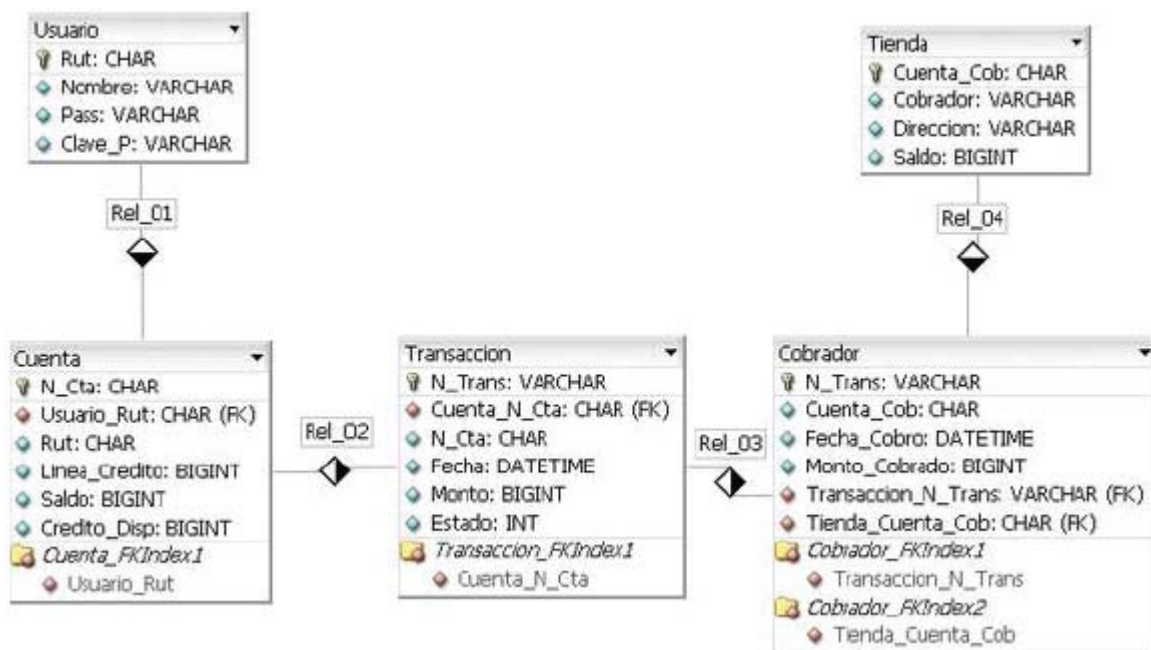 Usuario
Rut: CHAR
Nombre: VARCHAR
Pass: VARCHAR
Clave_P: VARCHAR
Tienda
Cuenta_Cob: CHAR
Cobrador: VARCHAR
Direccion: VARCHAR
Saldo: BIGINT
Rel_01
Rel_04
Cuenta
N_Cta: CHAR
Usuario_Rut: CHAR (FK)
Rut: CHAR
Linea_Credito: BIGINT
Saldo: BIGINT
Credito_Disp: BIGINT
Cuenta_FKIndex1
Usuario_Rut
Rel_02
Transaccion
N_Trans: VARCHAR
Cuenta_N_Cta: CHAR (FK)
N_Cta: CHAR
Fecha: DATETIME
Monto: BIGINT
Estado: INT
Transaccion_FKIndex1
Cuenta_N_Cta
Rel_03
Cobrador
N_Trans: VARCHAR
Cuenta_Cob: CHAR
Fecha_Cobro: DATETIME
Monto_Cobrado: BIGINT
Transaccion_N_Trans: VARCHAR (FK)
Tienda_Cuenta_Cob: CHAR (FK)
Cobrador_FKIndex1
Transaccion_N_Trans
Cobrador_FKIndex2
Tienda_Cuenta_Cob